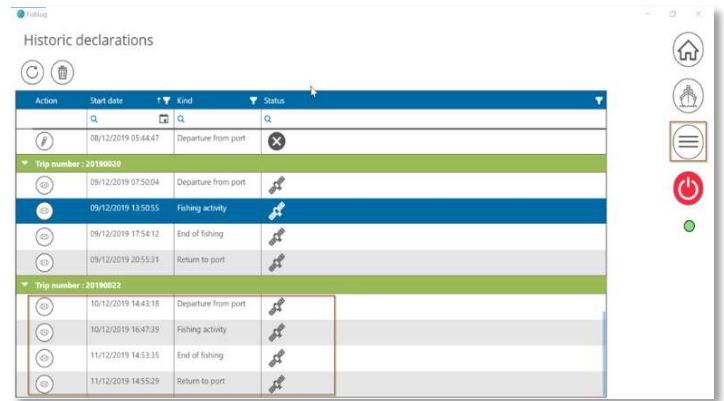 Fishlog
Historic declarations
Action Start date Kind Status
08/12/2019 05:44:47 Departure from port
Trip number : 20190020
09/12/2019 07:50:04 Departure from port
09/12/2019 13:50:55 Fishing activity
09/12/2019 17:54:12 End of fishing
09/12/2019 20:55:31 Return to port
Trip number : 20190022
10/12/2019 14:43:18 Departure from port
10/12/2019 16:47:39 Fishing activity
11/12/2019 14:53:35 End of fishing
11/12/2019 14:55:29 Return to port